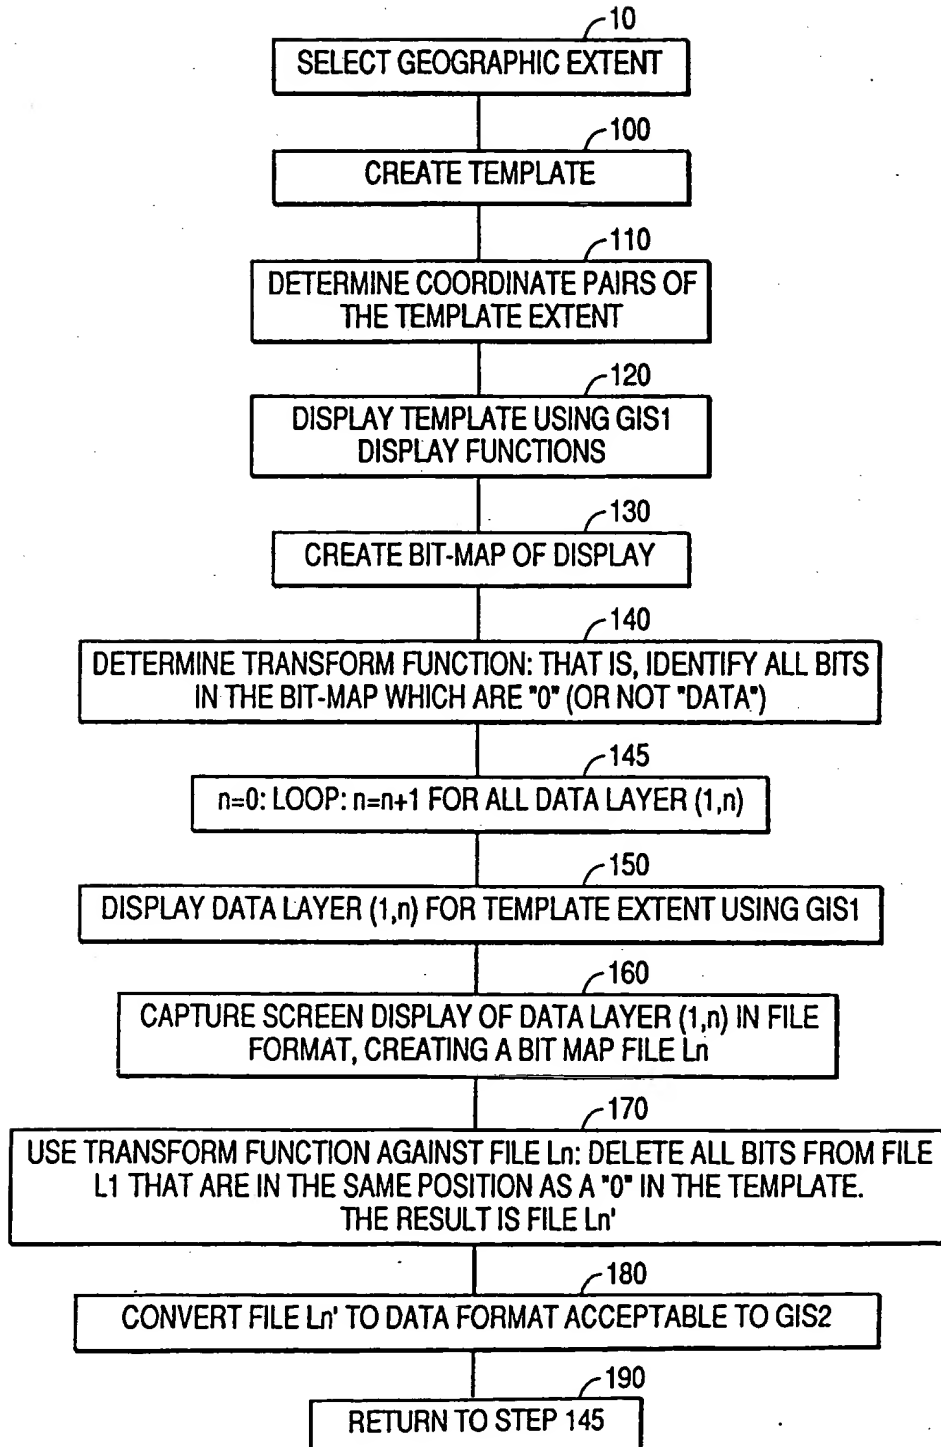 10
SELECT GEOGRAPHIC EXTENT
100
CREATE TEMPLATE
110
DETERMINE COORDINATE PAIRS OF
THE TEMPLATE EXTENT
120
DISPLAY TEMPLATE USING GIS1
DISPLAY FUNCTIONS
130
CREATE BIT-MAP OF DISPLAY
140
DETERMINE TRANSFORM FUNCTION: THAT IS, IDENTIFY ALL BITS
IN THE BIT-MAP WHICH ARE "0" (OR NOT "DATA")
145
n=0: LOOP: n=n+1 FOR ALL DATA LAYER (1,n)
150
DISPLAY DATA LAYER (1,n) FOR TEMPLATE EXTENT USING GIS1
160
CAPTURE SCREEN DISPLAY OF DATA LAYER (1,n) IN FILE
FORMAT, CREATING A BIT MAP FILE Ln
170
USE TRANSFORM FUNCTION AGAINST FILE Ln: DELETE ALL BITS FROM FILE
L1 THAT ARE IN THE SAME POSITION AS A "0" IN THE TEMPLATE.
THE RESULT IS FILE Ln'
180
CONVERT FILE Ln' TO DATA FORMAT ACCEPTABLE TO GIS2
190
RETURN TO STEP 145